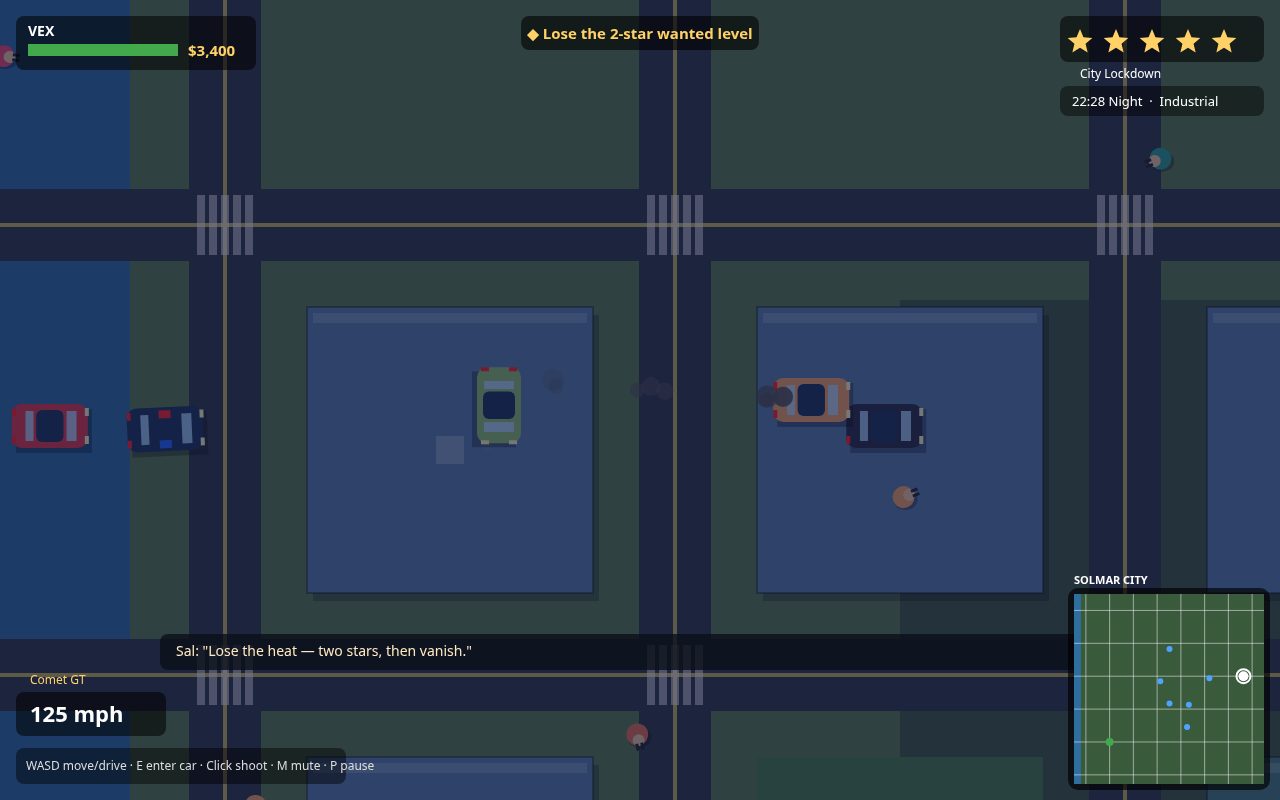 VEX
$3,400
◆ Lose the 2-star wanted level
★ ★ ★ ★ ★
City Lockdown
22:28 Night · Industrial
SOLMAR CITY
Sal: "Lose the heat — two stars, then vanish."
Comet GT
125 mph
WASD move/drive · E enter car · Click shoot · M mute · P pause